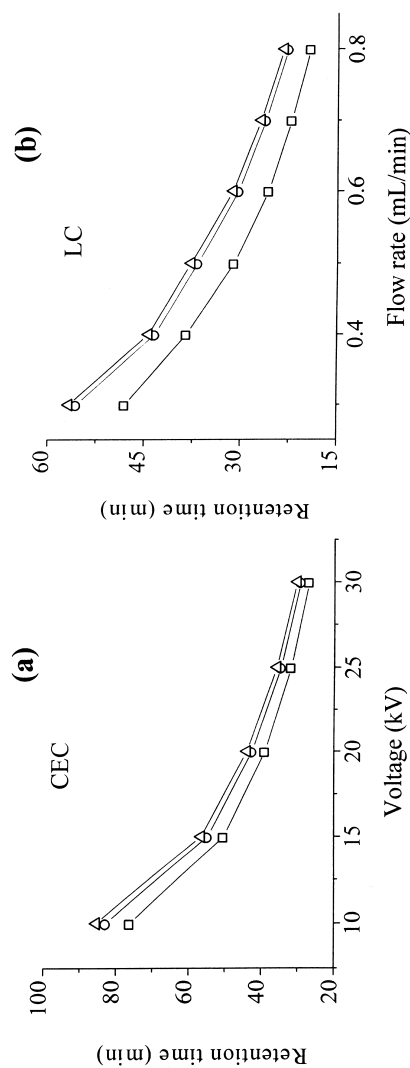 (a)
CEC
100
80
60
40
20
10
15
20
25
30
Retention time (min)
Voltage (kV)
(b)
LC
60
45
30
15
0.4
0.6
0.8
Retention time (min)
Flow rate (mL/min)